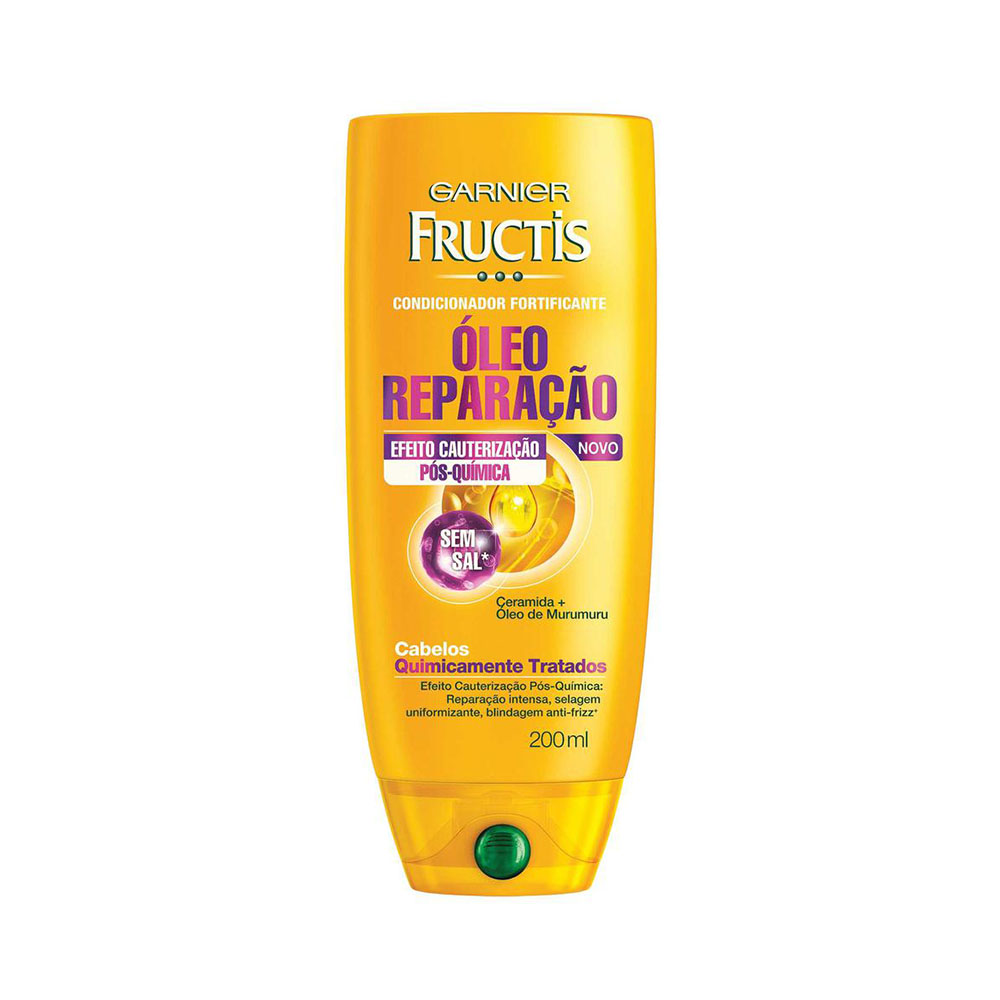 GARNIER
FRUCTIS
CONDICIONADOR FORTIFICANTE
ÓLEO
REPARAÇÃO
EFEITO CAUTERIZAÇÃO NOVO
PÓS-QUÍMICA
SEM
SAL*
Ceramida +
Óleo de Murumuru
Cabelos
Quimicamente Tratados
Efeito Cauterização Pós-Química:
Reparação intensa, selagem
uniformizante, blindagem anti-frizz*
200ml